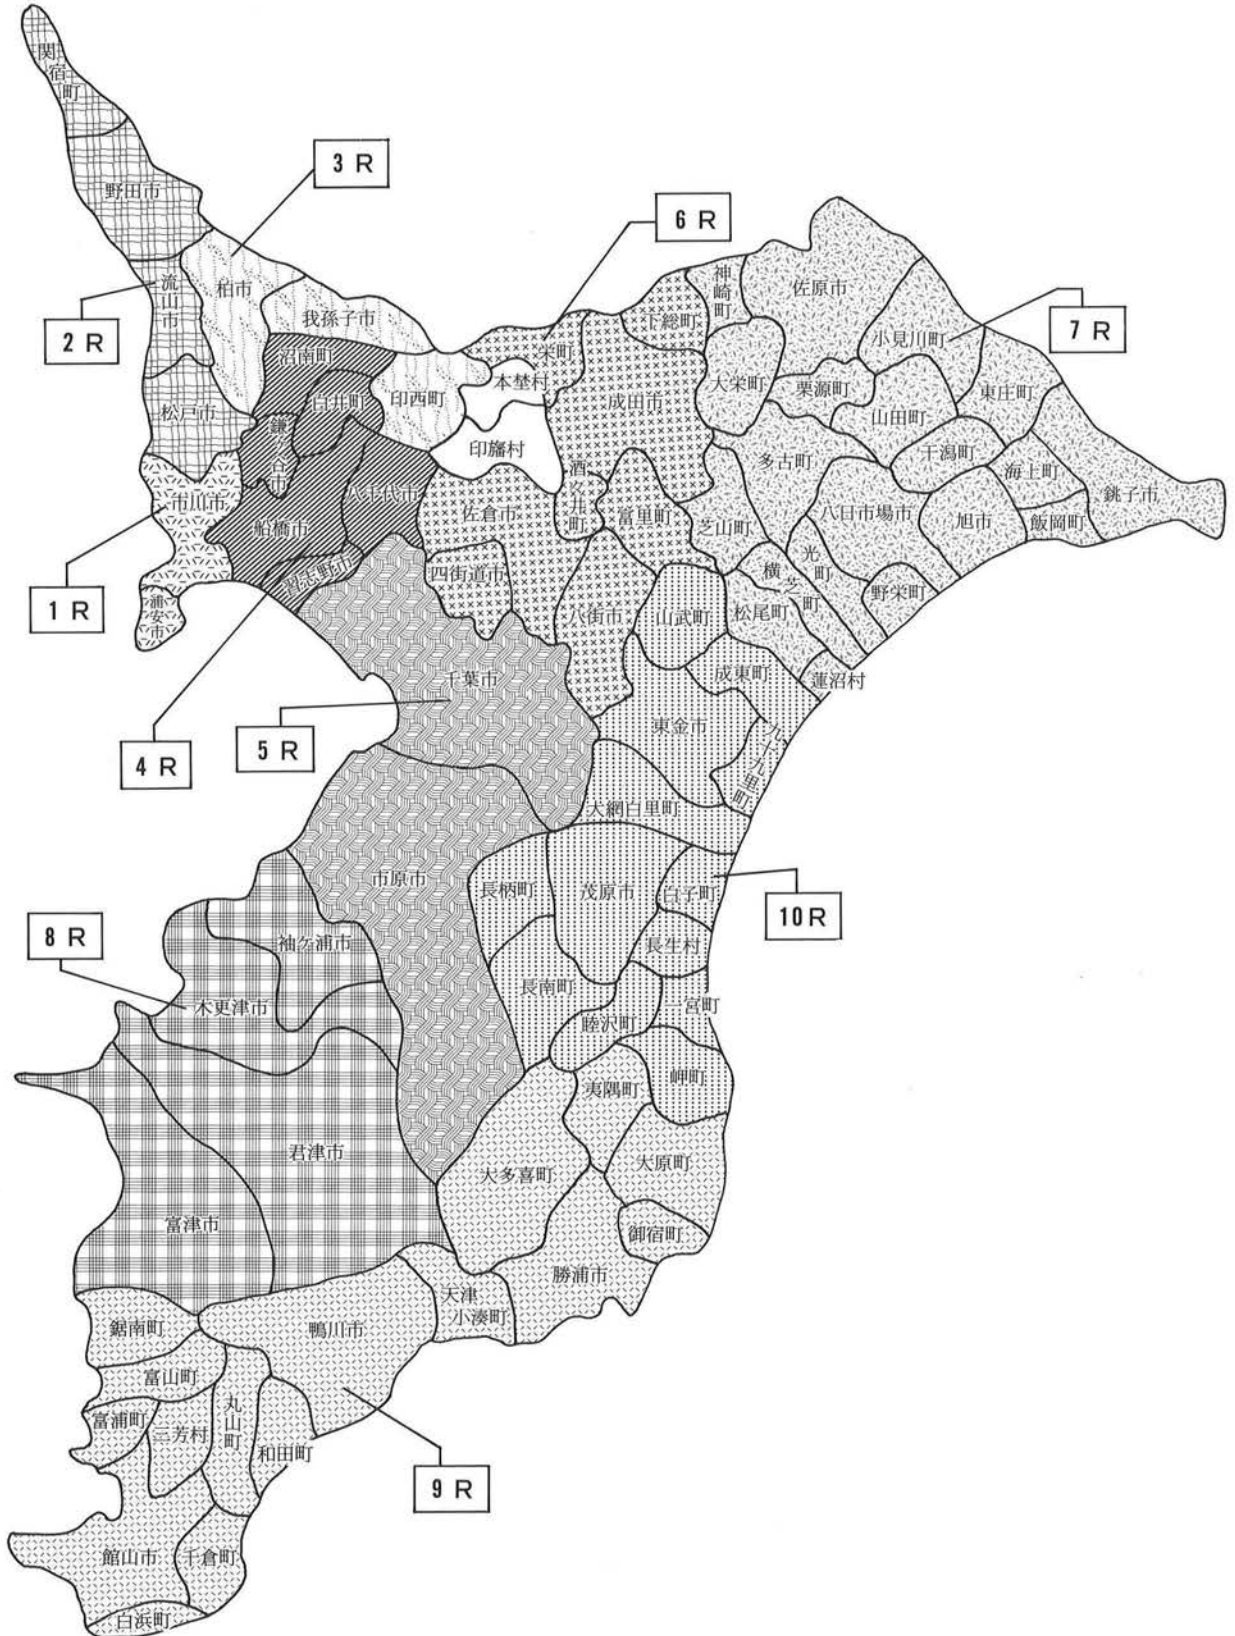 関宿町
野田市
3 R
6 R
流山市
柏市
我孫子市
2 R
松戸市
沼南町
白井町
印西町
鎌ケ谷市
市川市
船橋市
八千代市
習志野市
1 R
浦安市
4 R
5 R
栄町
本埜村
印旛村
下総町
成田市
神崎町
大栄町
佐原市
小見川町
7 R
栗源町
山田町
東庄町
多古町
干潟町
海上町
銚子市
飯岡町
旭市
八日市場市
光町
野栄町
芝山町
横芝町
松尾町
蓮沼村
酒々井町
富里町
佐倉市
四街道市
八街市
山武町
成東町
千葉市
東金市
九十九里町
大網白里町
市原市
長柄町
茂原市
白子町
10 R
長生村
長南町
睦沢町
一宮町
8 R
袖ケ浦市
木更津市
君津市
富津市
夷隅町
岬町
大多喜町
大原町
御宿町
勝浦市
天津
小湊町
鴨川市
鋸南町
富山町
富浦町
三芳村
丸山町
和田町
9 R
館山市
千倉町
白浜町